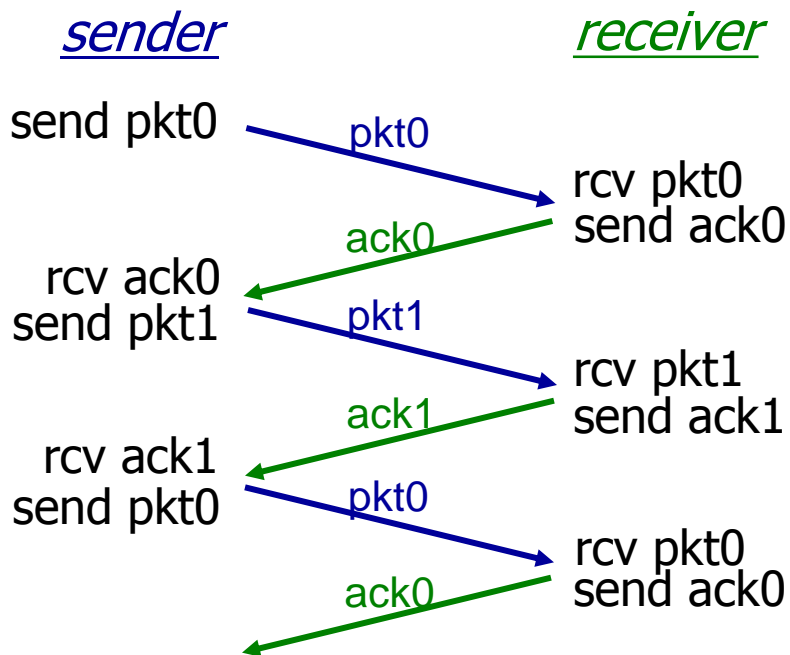 sender
receiver
send pkt0
pkt0
rcv pkt0
send ack0
ack0
rcv ack0
send pkt1
pkt1
rcv pkt1
send ack1
ack1
rcv ack1
send pkt0
pkt0
rcv pkt0
send ack0
ack0